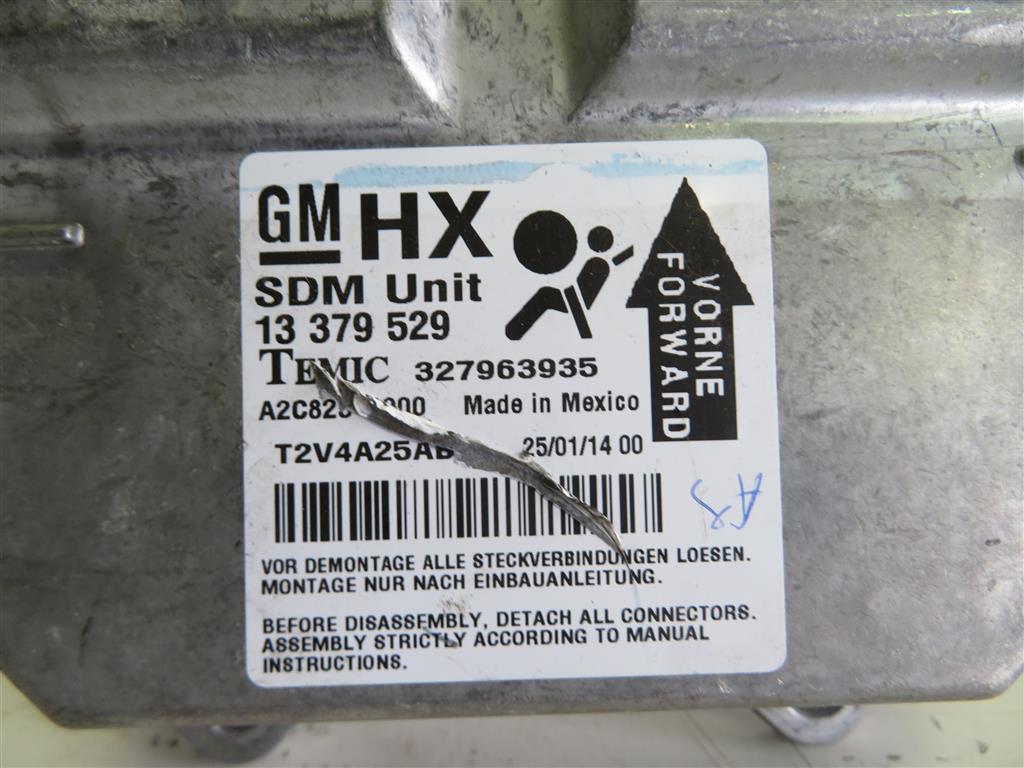 GM HX
SDM Unit
13 379 529
TEMIC 327963935
Made in Mexico
25/01/14 00
VORNE
FORWARD
VOR DEMONTAGE ALLE STECKVERBINDUNGEN LOESEN.
MONTAGE NUR NACH EINBAUANLEITUNG.
BEFORE DISASSEMBLY, DETACH ALL CONNECTORS.
ASSEMBLY STRICTLY ACCORDING TO MANUAL
INSTRUCTIONS.